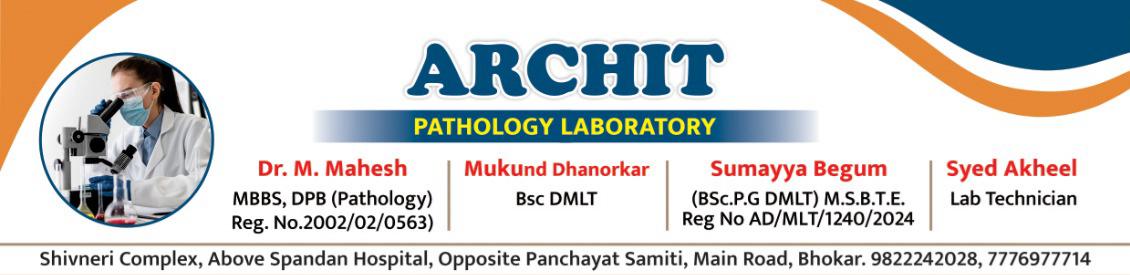 ARCHIT
PATHOLOGY LABORATORY
Dr. M. Mahesh
MBBS, DPB (Pathology)
Reg. No.2002/02/0563)
Mukund Dhanorkar
Bsc DMLT
Sumayya Begum
(BSc.P.G DMLT) M.S.B.T.E.
Reg No AD/MLT/1240/2024
Syed Akheel
Lab Technician
Shivneri Complex, Above Spandan Hospital, Opposite Panchayat Samiti, Main Road, Bhokar. 9822242028, 7776977714